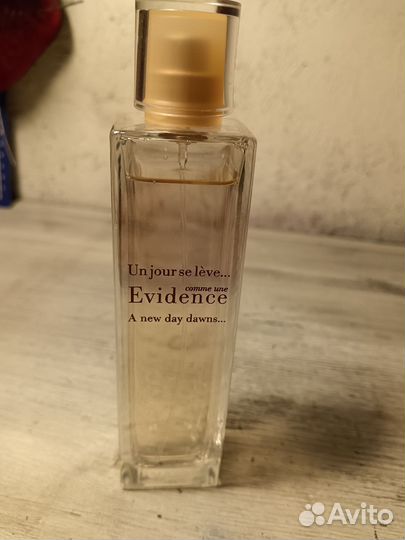 Un jour se lève...
comme une
Evidence
A new day dawns...
Avito